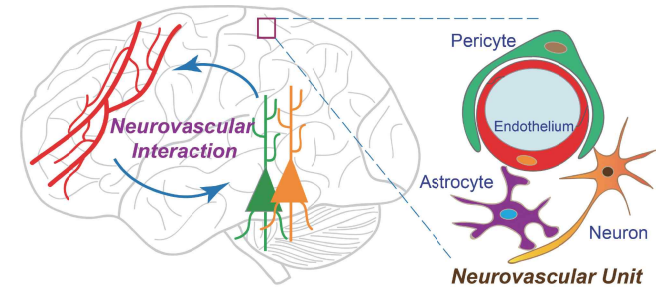 Neurovascular
Interaction
Pericyte
Endothelium
Astrocyte
Neuron
Neurovascular Unit